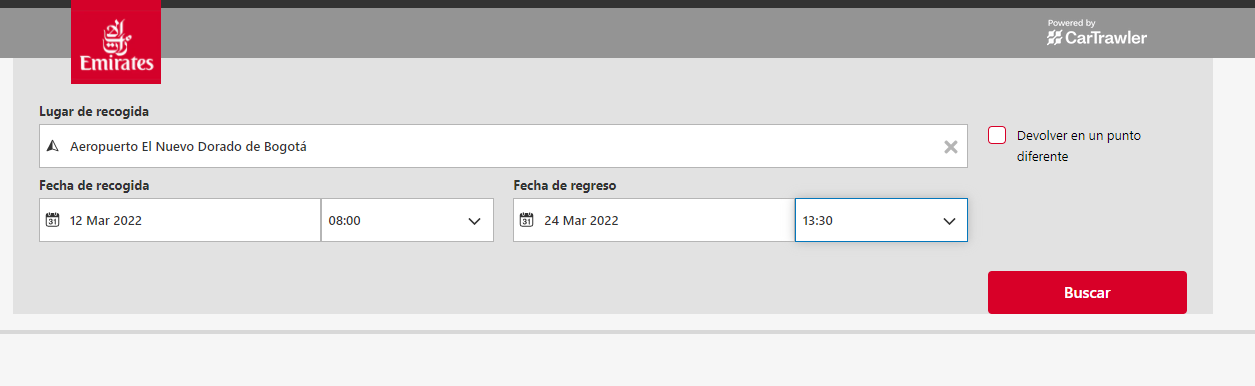 Emirates
Powered by
CarTrawler
Lugar de recogida
Aeropuerto El Nuevo Dorado de Bogotá
Devolver en un punto
diferente
Fecha de recogida
Fecha de regreso
31 12 Mar 2022 08:00
31 24 Mar 2022 13:30
Buscar